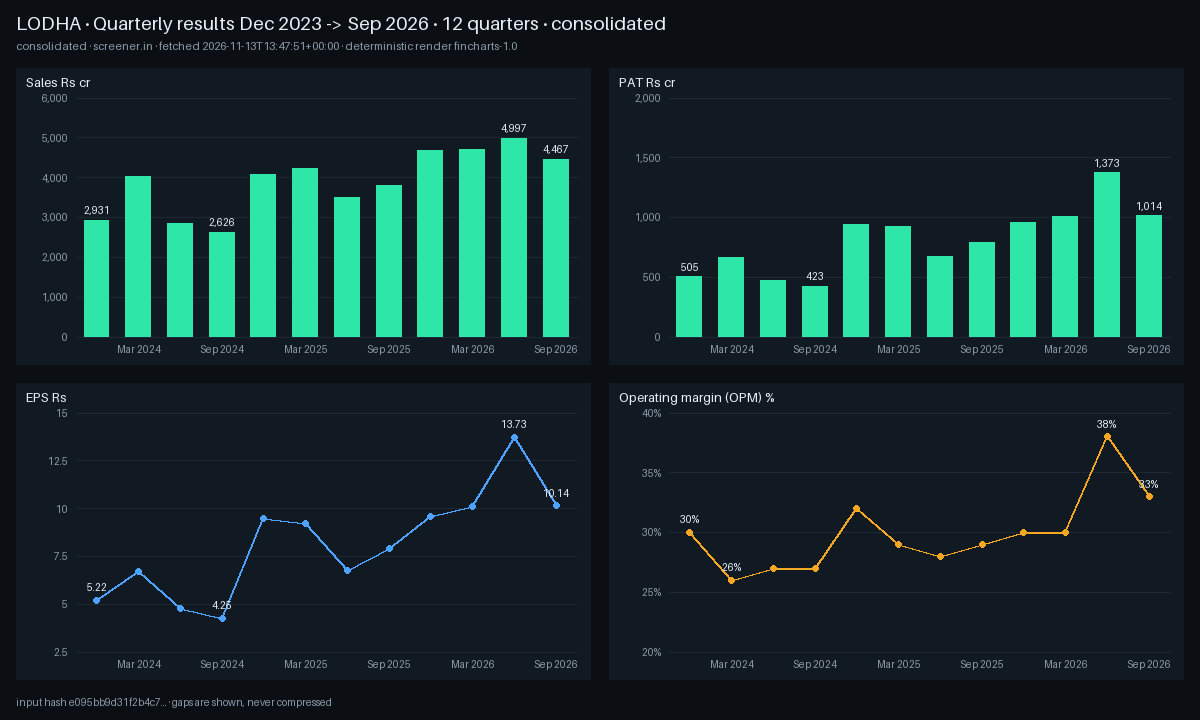 LODHA · Quarterly results Dec 2023 -> Sep 2026 · 12 quarters · consolidated
consolidated · screener.in · fetched 2026-11-13T13:47:51+00:00 · deterministic render fincharts-1.0
Sales Rs cr
6,000
5,000
4,000
3,000
2,000
1,000
0
2,931
2,626
4,997
4,467
Mar 2024
Sep 2024
Mar 2025
Sep 2025
Mar 2026
Sep 2026
PAT Rs cr
2,000
1,500
1,000
500
0
505
423
1,373
1,014
Mar 2024
Sep 2024
Mar 2025
Sep 2025
Mar 2026
Sep 2026
EPS Rs
15
12.5
10
7.5
5
2.5
5.22
4.25
13.73
10.14
Mar 2024
Sep 2024
Mar 2025
Sep 2025
Mar 2026
Sep 2026
Operating margin (OPM) %
40%
35%
30%
25%
20%
30%
26%
38%
33%
Mar 2024
Sep 2024
Mar 2025
Sep 2025
Mar 2026
Sep 2026
input hash e095bb9d31f2b4c7... · gaps are shown, never compressed